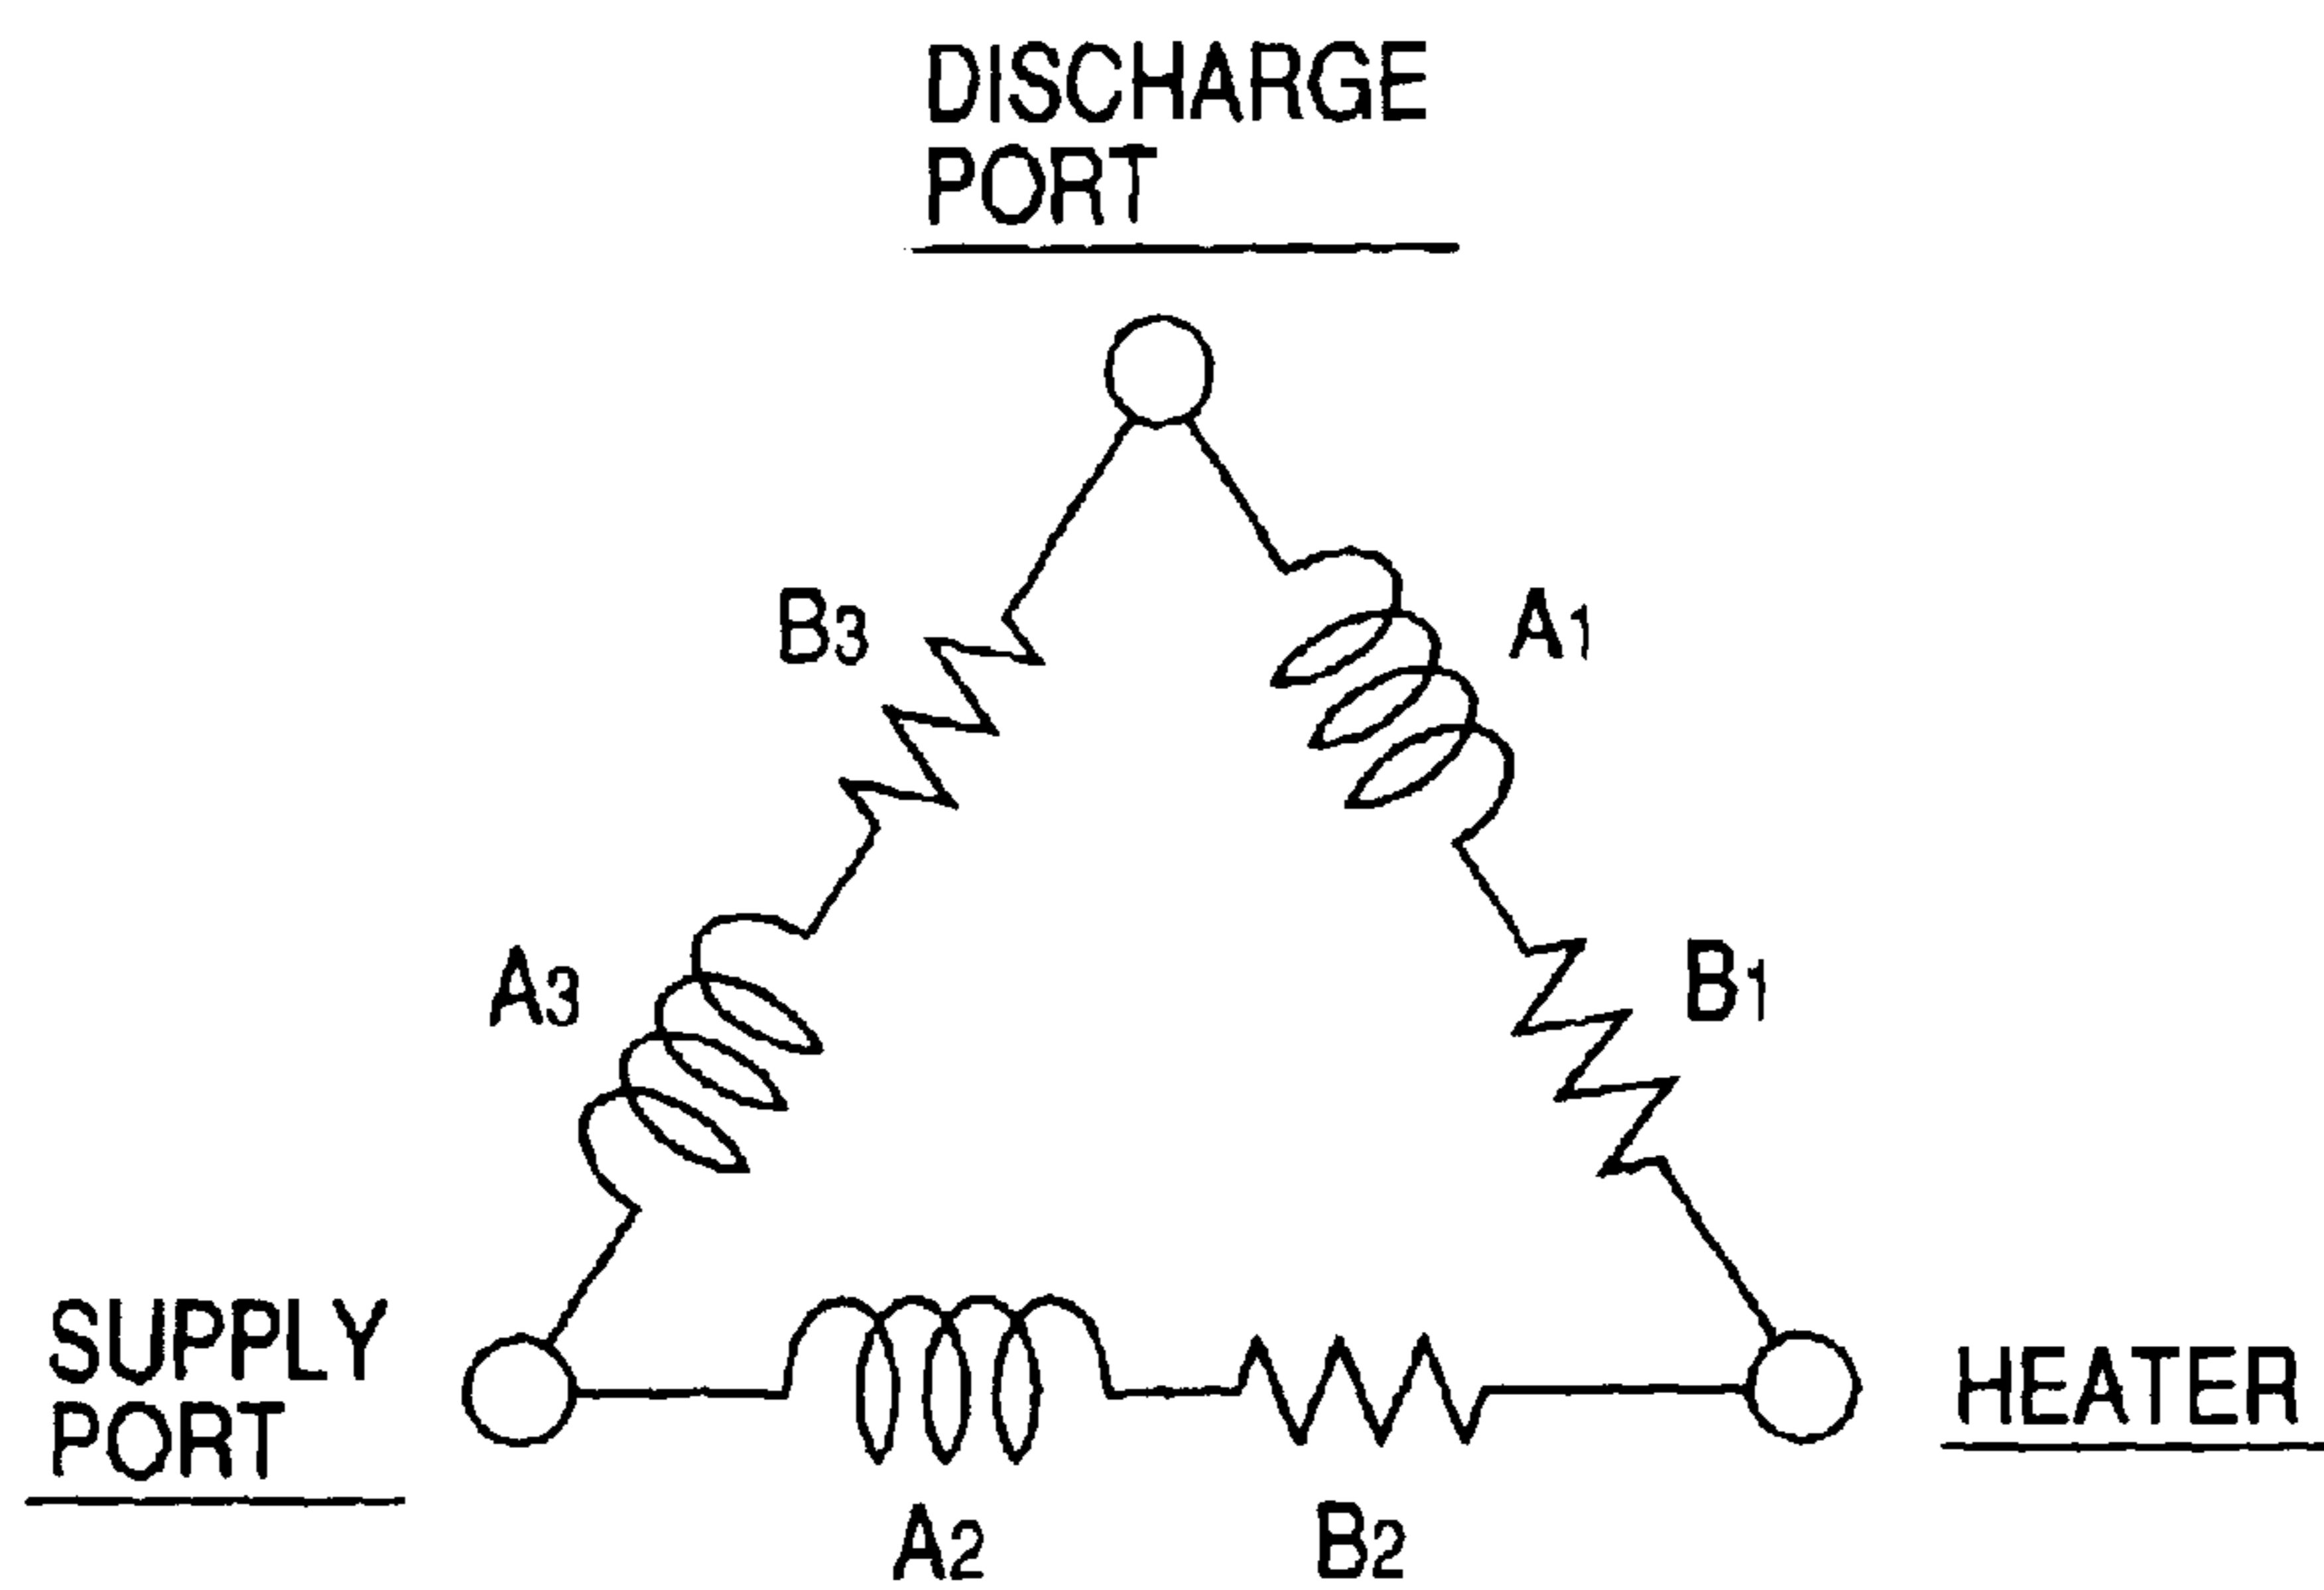 DISCHARGE
PORT
B3
A1
A3
B1
SUPPLY
PORT
HEATER
A2
B2